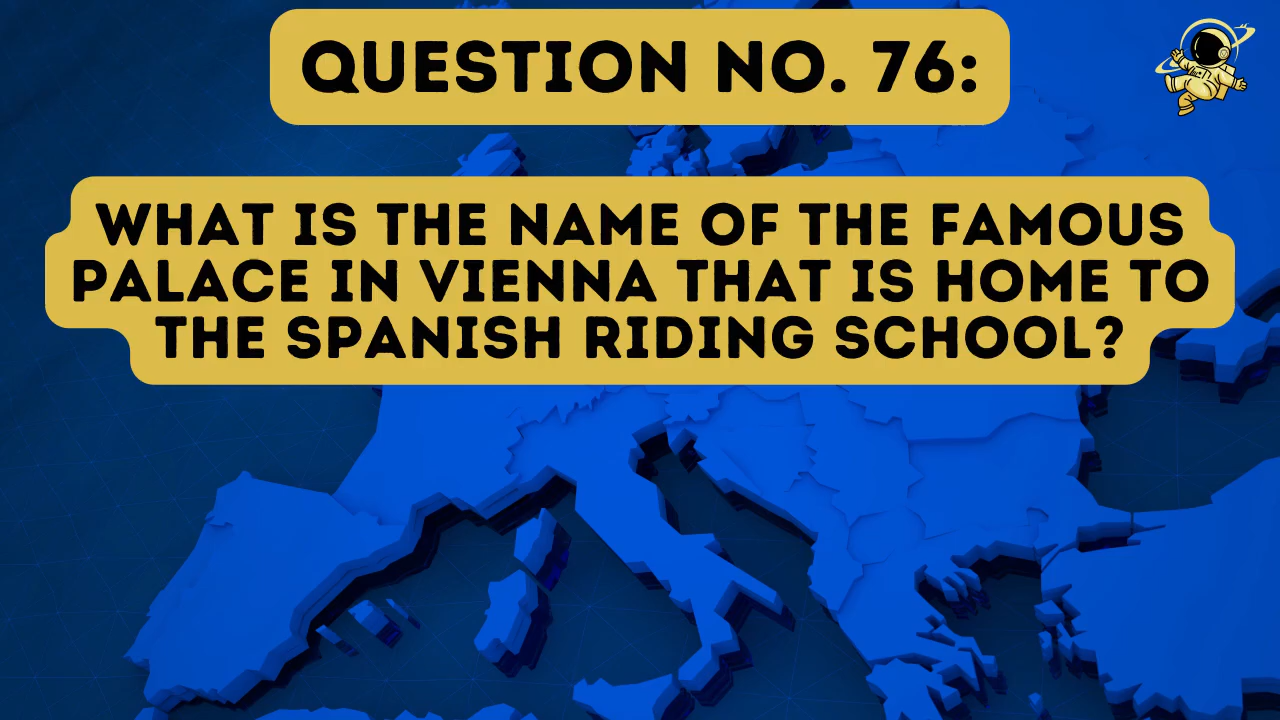 QUESTION NO. 76:
WHAT IS THE NAME OF THE FAMOUS
PALACE IN VIENNA THAT IS HOME TO
THE SPANISH RIDING SCHOOL?